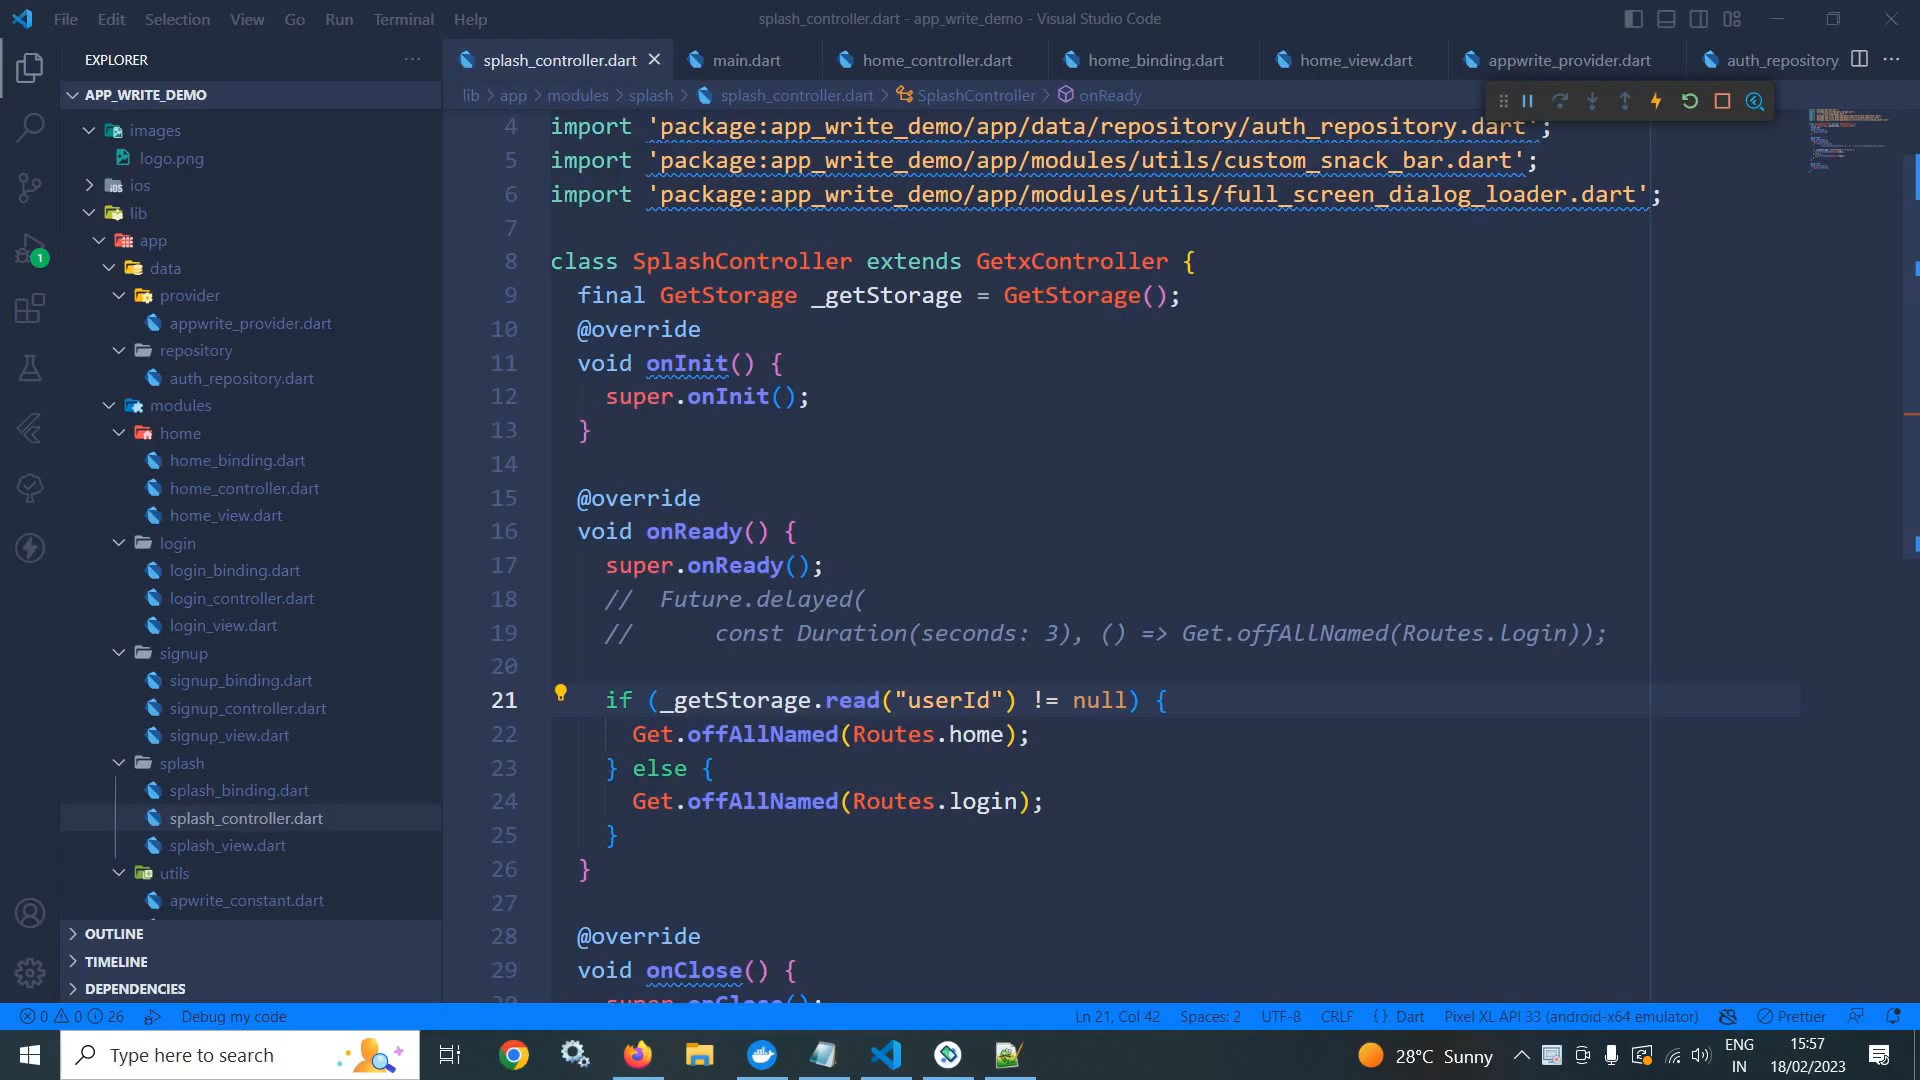 File Edit Selection View Go Run Terminal Help
splash_controller.dart - app_write_demo - Visual Studio Code
EXPLORER
APP_WRITE_DEMO
images
logo.png
ios
lib
app
data
provider
appwrite_provider.dart
repository
auth_repository.dart
modules
home
home_binding.dart
home_controller.dart
home_view.dart
login
login_binding.dart
login_controller.dart
login_view.dart
signup
signup_binding.dart
signup_controller.dart
signup_view.dart
splash
splash_binding.dart
splash_controller.dart
splash_view.dart
utils
apwrite_constant.dart
OUTLINE
TIMELINE
DEPENDENCIES
1
splash_controller.dart main.dart home_controller.dart home_binding.dart home_view.dart appwrite_provider.dart auth_repository.
lib > app > modules > splash > splash_controller.dart > SplashController > onReady
4 import 'package:app_write_demo/app/data/repository/auth_repository.dart';
5 import 'package:app_write_demo/app/modules/utils/custom_snack_bar.dart';
6 import 'package:app_write_demo/app/modules/utils/full_screen_dialog_loader.dart';
7
8 class SplashController extends GetxController {
9 final GetStorage _getStorage = GetStorage();
10 @override
11 void onInit() {
12 super.onInit();
13 }
14
15 @override
16 void onReady() {
17 super.onReady();
18 // Future.delayed(
19 // const Duration(seconds: 3), () => Get.offAllNamed(Routes.login));
20
21 if (_getStorage.read("userId") != null) {
22 Get.offAllNamed(Routes.home);
23 } else {
24 Get.offAllNamed(Routes.login);
25 }
26 }
27
28 @override
29 void onClose() {
30 super.onClose();
0 0 26 Debug my code
Ln 21, Col 42 Spaces: 2 UTF-8 CRLF {} Dart Pixel XL API 33 (android-x64 emulator) Prettier
Type here to search
28°C Sunny
ENG
IN
15:57
18/02/2023